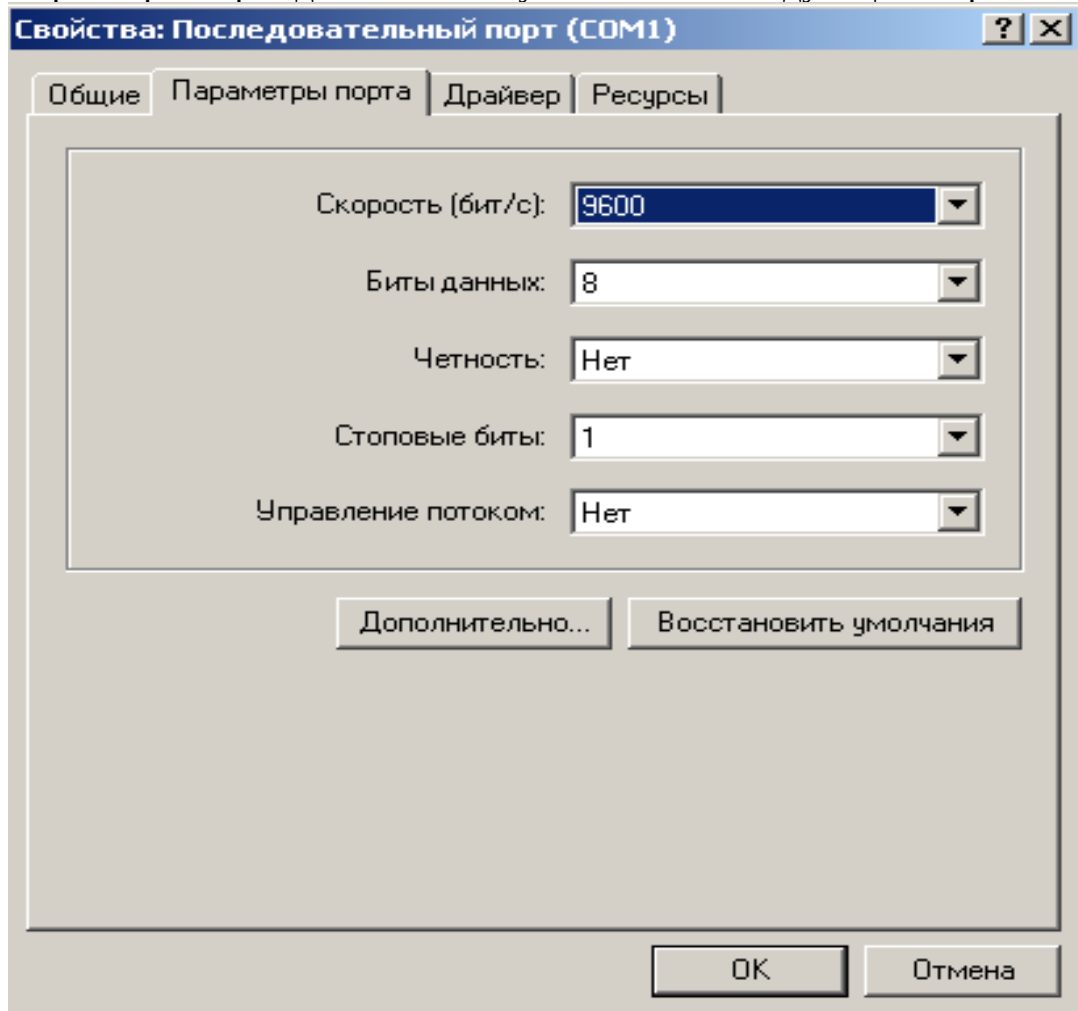 Свойства: Последовательный порт (COM1)
Общие Параметры порта Драйвер Ресурсы
Скорость (бит/с): 9600
Биты данных: 8
Четность: Нет
Стоповые биты: 1
Управление потоком: Нет
Дополнительно... Восстановить умолчания
OK Отмена